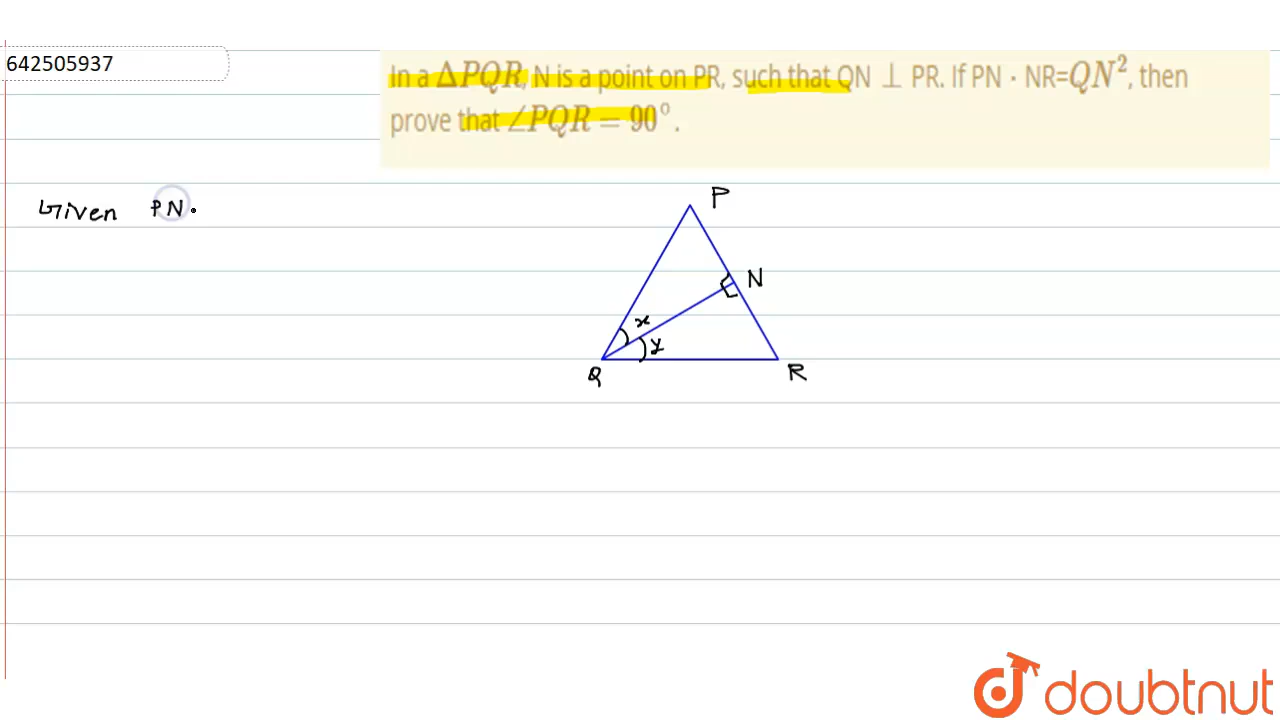 642505937
In a ΔPQR, N is a point on PR, such that QN ⊥ PR. If PN · NR=QN², then
prove that ∠PQR = 90°.
Given PN.
P
N
x
y
Q
R
doubtnut